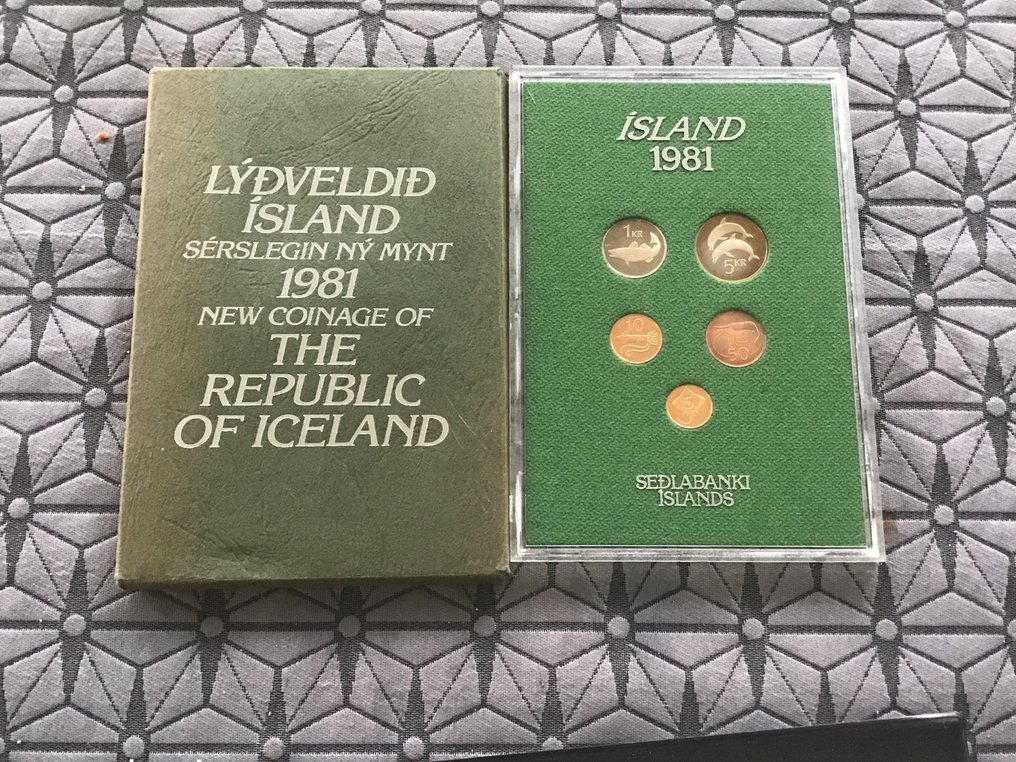 LÝÐVELDIÐ
ÍSLAND
SÉRSLEGIN NÝ MYNT
1981
NEW COINAGE OF
THE
REPUBLIC
OF ICELAND
ÍSLAND
1981
1 KR
5 KR
10
50
5
SEÐLABANKI
ÍSLANDS